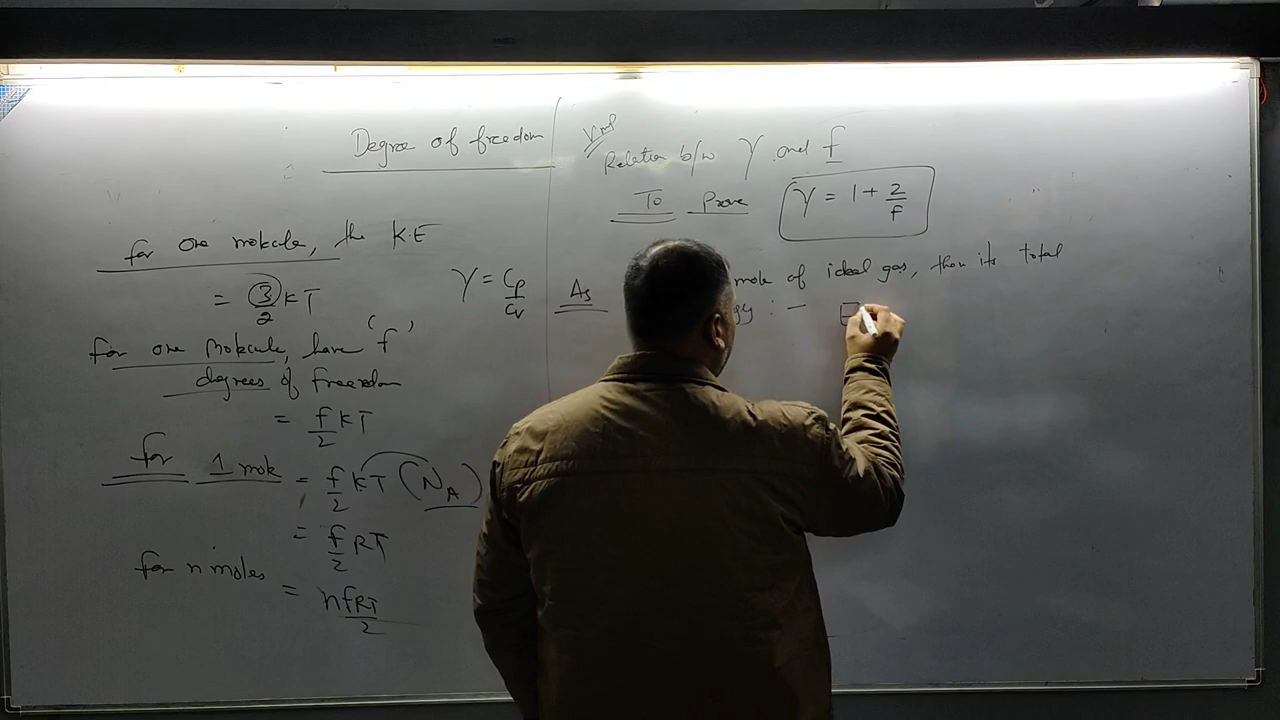 Degree of freedom
for one molecule, the K.E
= 3/2 KT
for one molecule, have 'f'
degrees of freedom
= f/2 KT
for 1 mole = f/2 KT (N_A)
= f/2 RT
for n moles = nfRT/2
γ = Cp/Cv
Relation b/w γ and f
To Prove γ = 1 + 2/f
As mole of ideal gas, then its total
gy : - E